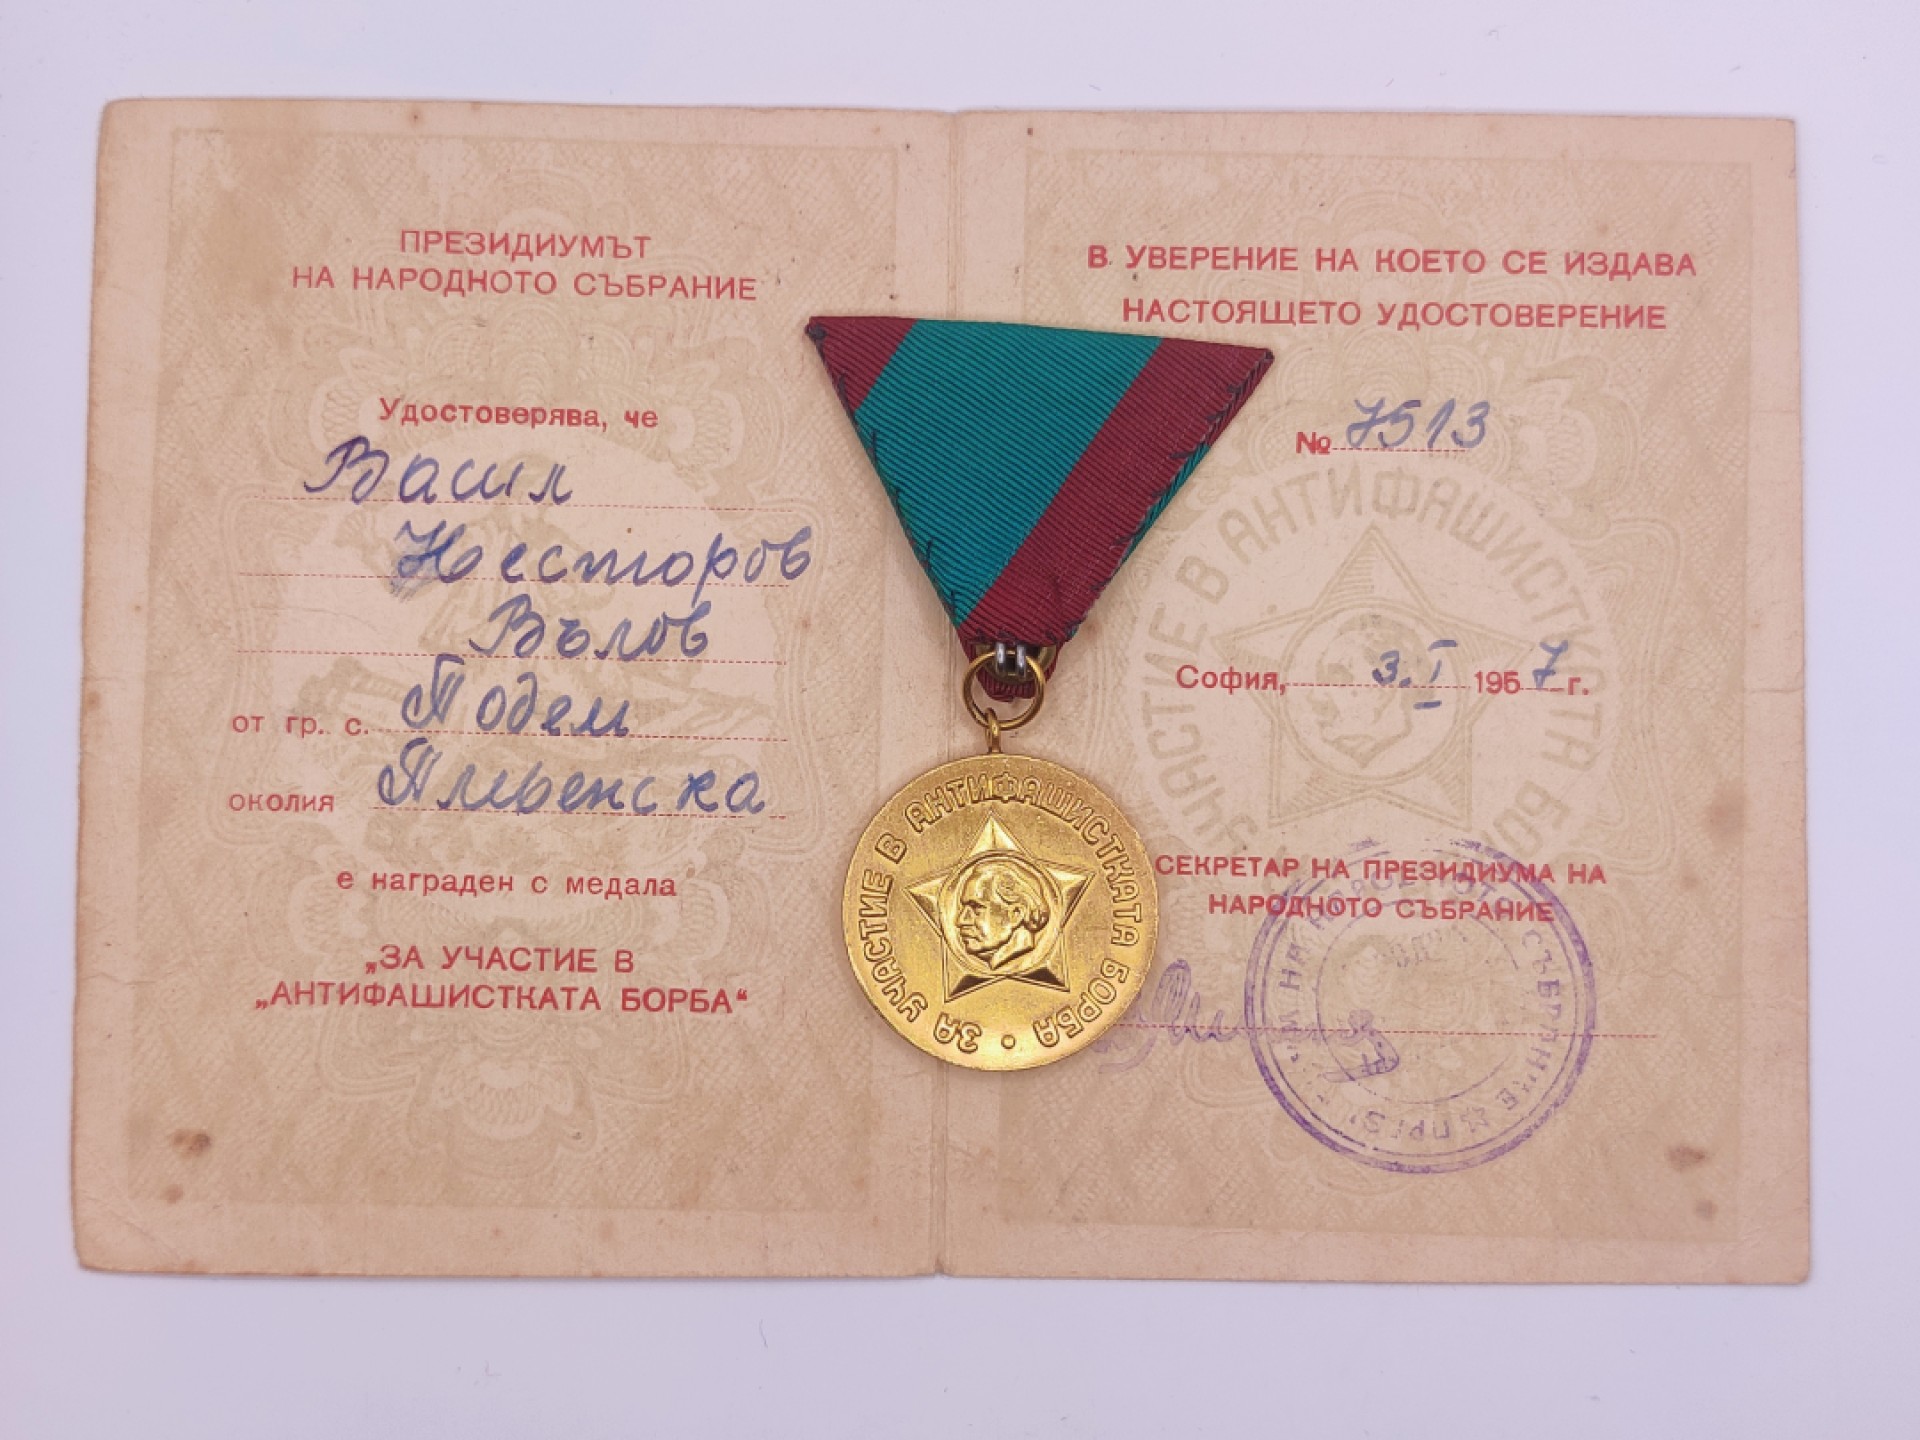 ПРЕЗИДИУМЪТ
НА НАРОДНОТО СЪБРАНИЕ
Удостоверява, че
Васил
Несторов
Вълов
от гр. с. Подем
околия Плевенска
е награден с медала
„ЗА УЧАСТИЕ В
„АНТИФАШИСТКАТА БОРБА“
В УВЕРЕНИЕ НА КОЕТО СЕ ИЗДАВА
НАСТОЯЩЕТО УДОСТОВЕРЕНИЕ
№ 7513
УЧАСТИЕ В АНТИФАШИСТКАТА
София, 3. I 1957 г.
СЕКРЕТАР НА ПРЕЗИДИУМА НА
НАРОДНОТО СЪБРАНИЕ
ЗА УЧАСТИЕ В АНТИФАШИСТКАТА БОРБА